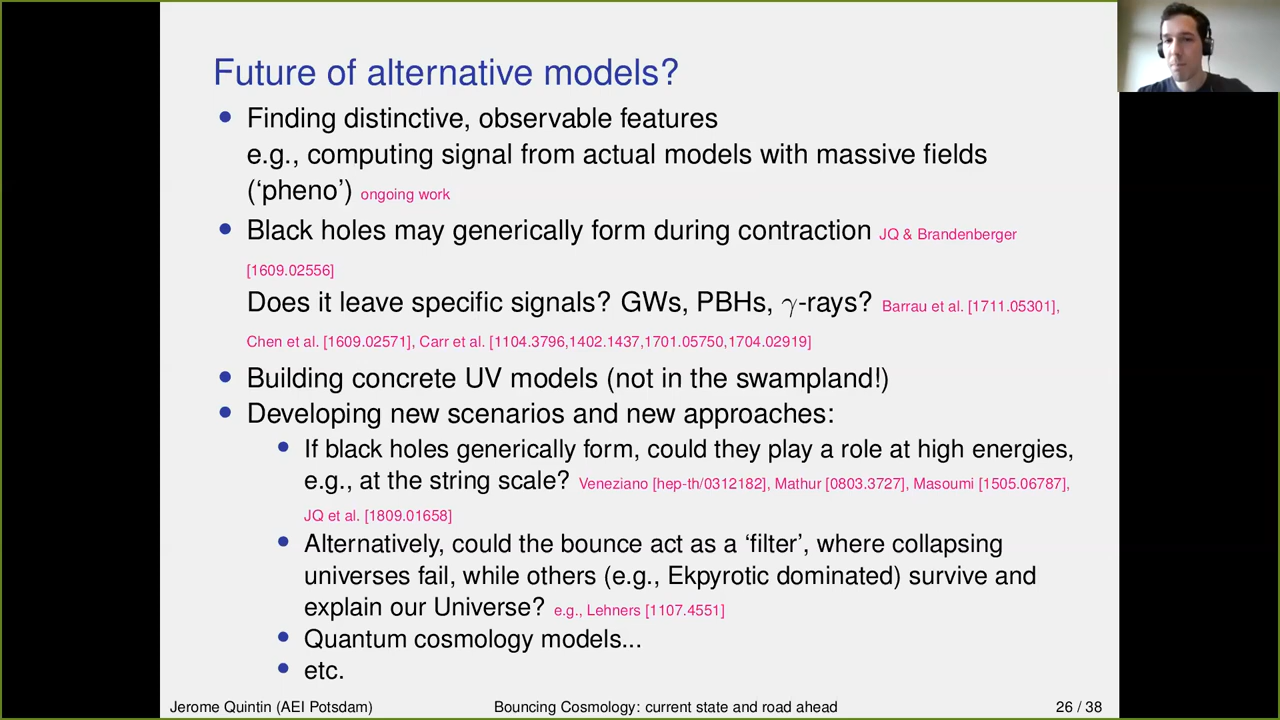 Future of alternative models?
• Finding distinctive, observable features
e.g., computing signal from actual models with massive fields
(‘pheno’) ongoing work
• Black holes may generically form during contraction JQ & Brandenberger
[1609.02556]
Does it leave specific signals? GWs, PBHs, γ-rays? Barrau et al. [1711.05301],
Chen et al. [1609.02571], Carr et al. [1104.3796,1402.1437,1701.05750,1704.02919]
• Building concrete UV models (not in the swampland!)
• Developing new scenarios and new approaches:
• If black holes generically form, could they play a role at high energies,
e.g., at the string scale? Veneziano [hep-th/0312182], Mathur [0803.3727], Masoumi [1505.06787],
JQ et al. [1809.01658]
• Alternatively, could the bounce act as a ‘filter’, where collapsing
universes fail, while others (e.g., Ekpyrotic dominated) survive and
explain our Universe? e.g., Lehners [1107.4551]
• Quantum cosmology models...
• etc.
Jerome Quintin (AEI Potsdam) Bouncing Cosmology: current state and road ahead 26 / 38